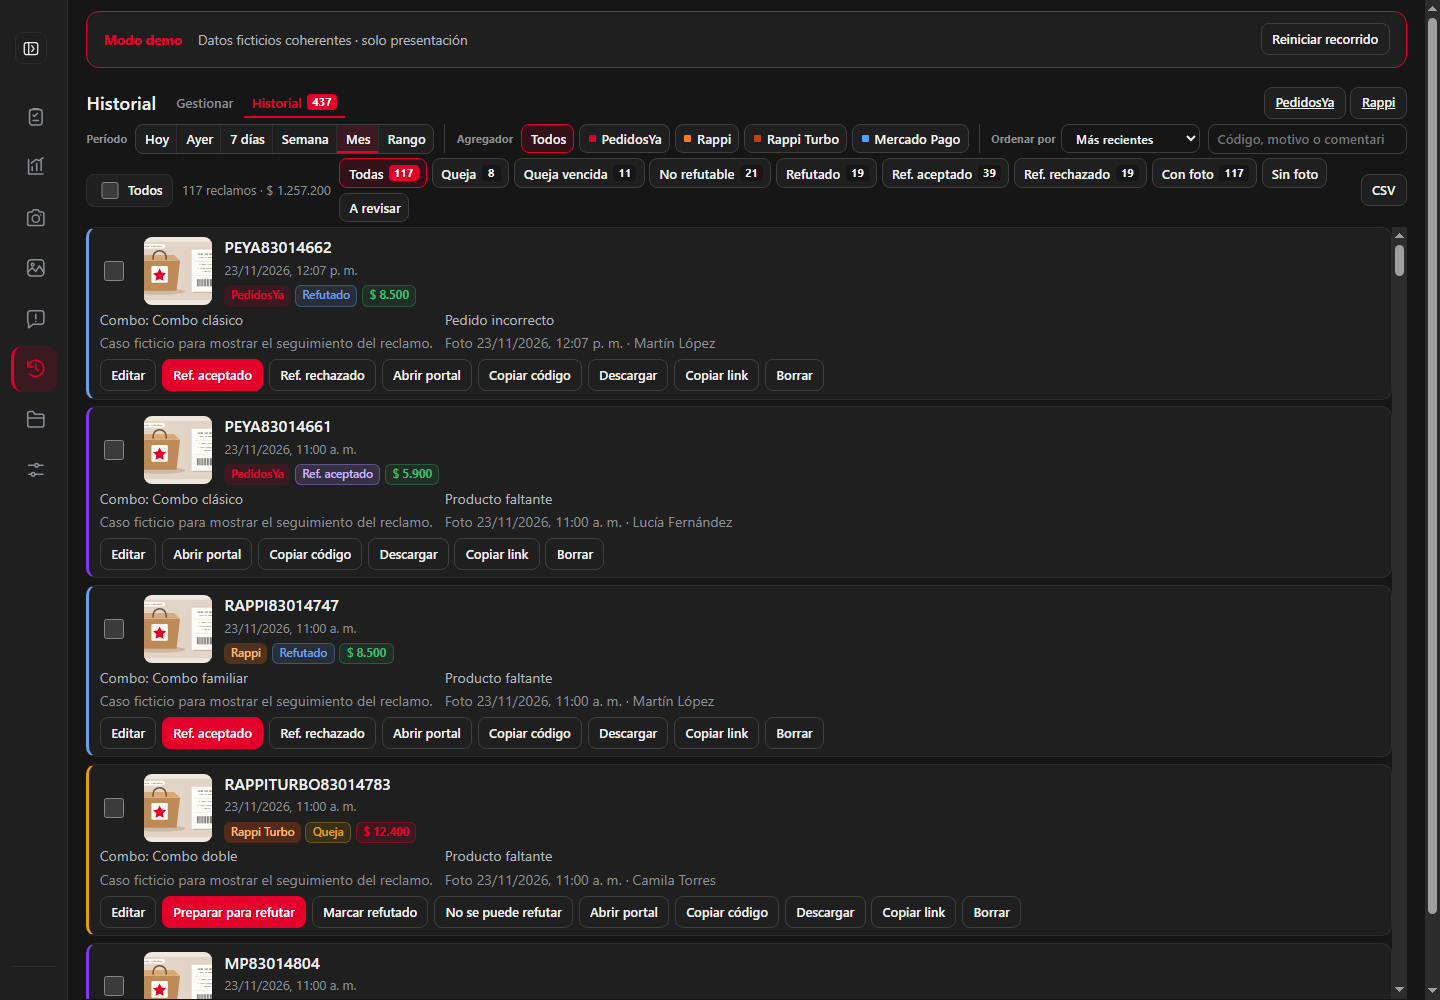 Modo demo Datos ficticios coherentes · solo presentación Reiniciar recorrido
Historial Gestionar Historial 437 PedidosYa Rappi
Período Hoy Ayer 7 días Semana Mes Rango Agregador Todos PedidosYa Rappi Rappi Turbo Mercado Pago Ordenar por Más recientes Código, motivo o comentari
Todos 117 reclamos · $ 1.257.200 Todas 117 Queja 8 Queja vencida 11 No refutable 21 Refutado 19 Ref. aceptado 39 Ref. rechazado 19 Con foto 117 Sin foto
A revisar
CSV
PEYA83014662
23/11/2026, 12:07 p. m.
PedidosYa Refutado $ 8.500
Combo: Combo clásico Pedido incorrecto
Caso ficticio para mostrar el seguimiento del reclamo. Foto 23/11/2026, 12:07 p. m. · Martín López
Editar Ref. aceptado Ref. rechazado Abrir portal Copiar código Descargar Copiar link Borrar
PEYA83014661
23/11/2026, 11:00 a. m.
PedidosYa Ref. aceptado $ 5.900
Combo: Combo clásico Producto faltante
Caso ficticio para mostrar el seguimiento del reclamo. Foto 23/11/2026, 11:00 a. m. · Lucía Fernández
Editar Abrir portal Copiar código Descargar Copiar link Borrar
RAPPI83014747
23/11/2026, 11:00 a. m.
Rappi Refutado $ 8.500
Combo: Combo familiar Producto faltante
Caso ficticio para mostrar el seguimiento del reclamo. Foto 23/11/2026, 11:00 a. m. · Martín López
Editar Ref. aceptado Ref. rechazado Abrir portal Copiar código Descargar Copiar link Borrar
RAPPITURBO83014783
23/11/2026, 11:00 a. m.
Rappi Turbo Queja $ 12.400
Combo: Combo doble Producto faltante
Caso ficticio para mostrar el seguimiento del reclamo. Foto 23/11/2026, 11:00 a. m. · Camila Torres
Editar Preparar para refutar Marcar refutado No se puede refutar Abrir portal Copiar código Descargar Copiar link Borrar
MP83014804
23/11/2026, 11:00 a. m.